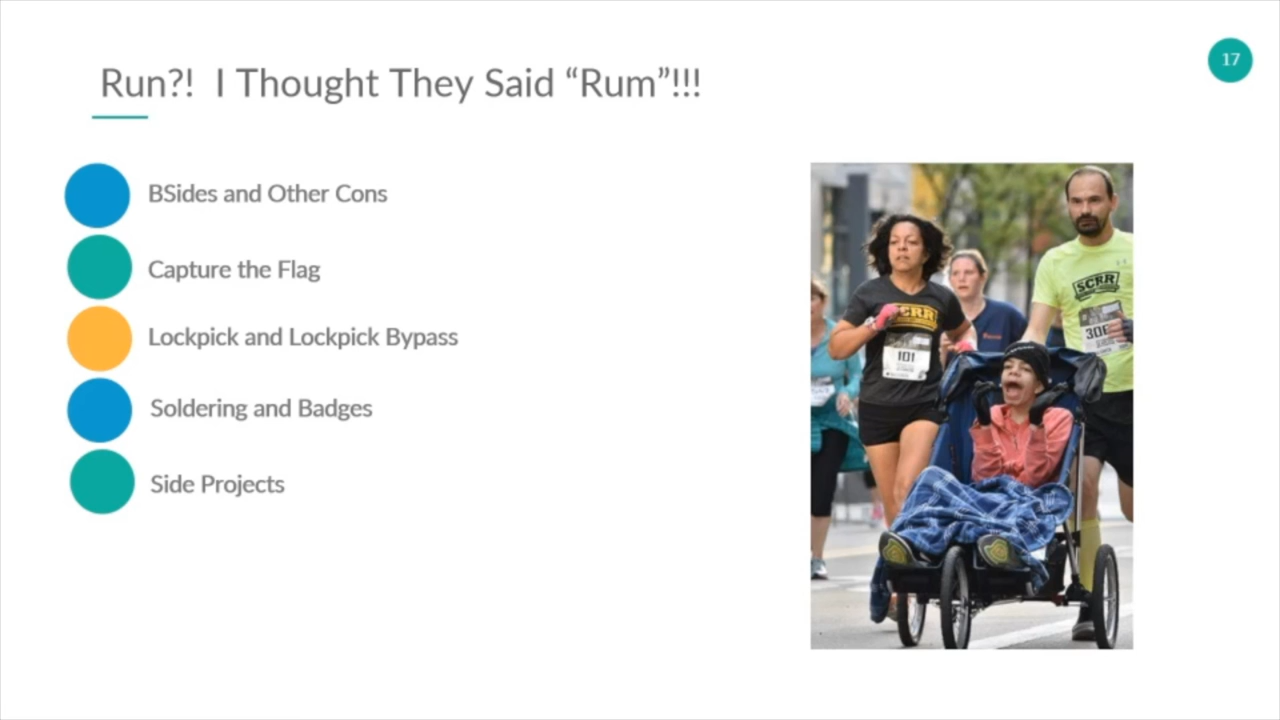 17
Run?! I Thought They Said “Rum”!!!
BSides and Other Cons
Capture the Flag
Lockpick and Lockpick Bypass
Soldering and Badges
Side Projects
SCRR
101
SCRR
306